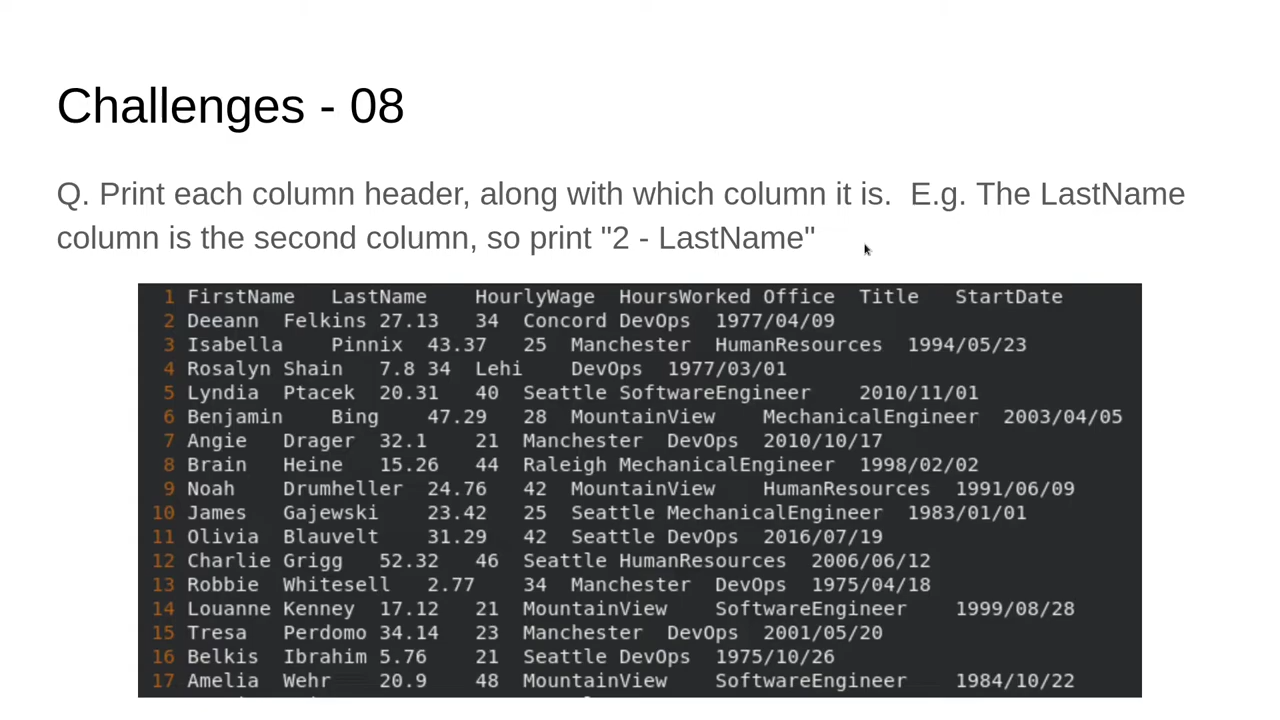 Challenges - 08
Q. Print each column header, along with which column it is.  E.g. The LastName
column is the second column, so print "2 - LastName"
1 FirstName   LastName    HourlyWage  HoursWorked Office  Title   StartDate
2 Deeann  Felkins 27.13   34  Concord DevOps  1977/04/09
3 Isabella    Pinnix  43.37   25  Manchester  HumanResources  1994/05/23
4 Rosalyn Shain   7.8 34  Lehi    DevOps  1977/03/01
5 Lyndia  Ptacek  20.31   40  Seattle SoftwareEngineer    2010/11/01
6 Benjamin    Bing    47.29   28  MountainView    MechanicalEngineer  2003/04/05
7 Angie   Drager  32.1    21  Manchester  DevOps  2010/10/17
8 Brain   Heine   15.26   44  Raleigh MechanicalEngineer  1998/02/02
9 Noah    Drumheller  24.76   42  MountainView    HumanResources  1991/06/09
10 James   Gajewski    23.42   25  Seattle MechanicalEngineer  1983/01/01
11 Olivia  Blauvelt    31.29   42  Seattle DevOps  2016/07/19
12 Charlie Grigg   52.32   46  Seattle HumanResources  2006/06/12
13 Robbie  Whitesell   2.77    34  Manchester  DevOps  1975/04/18
14 Louanne Kenney  17.12   21  MountainView    SoftwareEngineer    1999/08/28
15 Tresa   Perdomo 34.14   23  Manchester  DevOps  2001/05/20
16 Belkis  Ibrahim 5.76    21  Seattle DevOps  1975/10/26
17 Amelia  Wehr    20.9    48  MountainView    SoftwareEngineer    1984/10/22